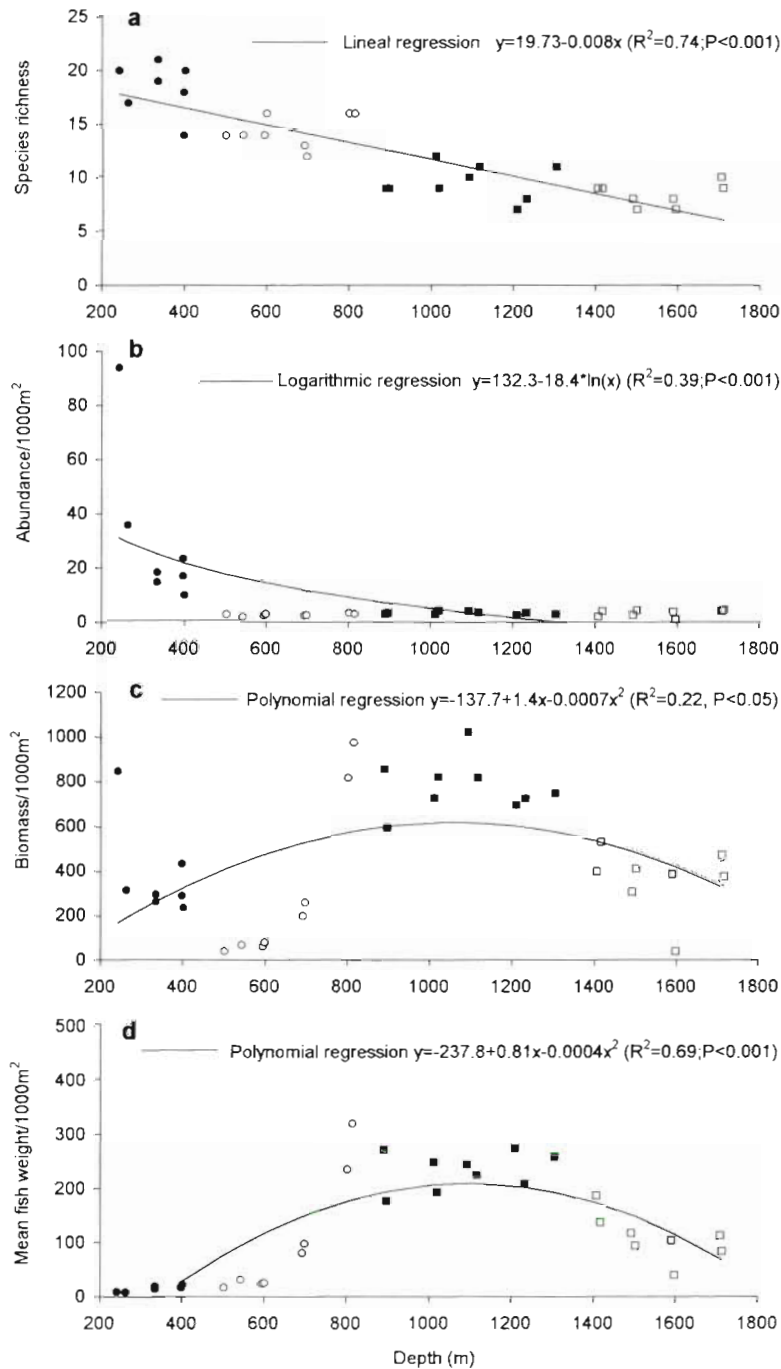 a
Lineal regression y=19.73-0.008x (R²=0.74;P<0.001)
Species richness
25
20
15
10
5
0
200 400 600 800 1000 1200 1400 1600 1800
b
Logarithmic regression y=132.3-18.4*ln(x) (R²=0.39;P<0.001)
Abundance/1000m²
100
80
60
40
20
0
200 400 600 800 1000 1200 1400 1600 1800
c
Polynomial regression y=-137.7+1.4x-0.0007x² (R²=0.22, P<0.05)
Biomass/1000m²
1200
1000
800
600
400
200
0
200 400 600 800 1000 1200 1400 1600 1800
d
Polynomial regression y=-237.8+0.81x-0.0004x² (R²=0.69;P<0.001)
Mean fish weight/1000m²
500
400
300
200
100
0
200 400 600 800 1000 1200 1400 1600 1800
Depth (m)